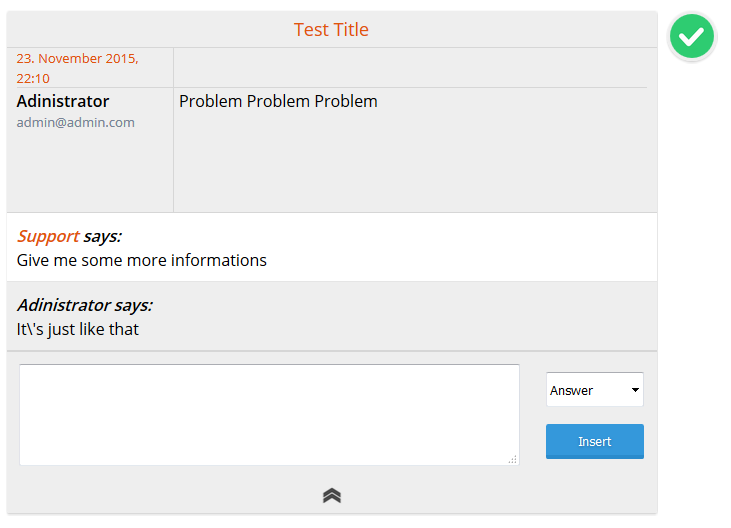 Test Title
23. November 2015,
22:10
Adinistrator
Problem Problem Problem
admin@admin.com
Support says:
Give me some more informations
Adinistrator says:
It\'s just like that
Answer
Insert